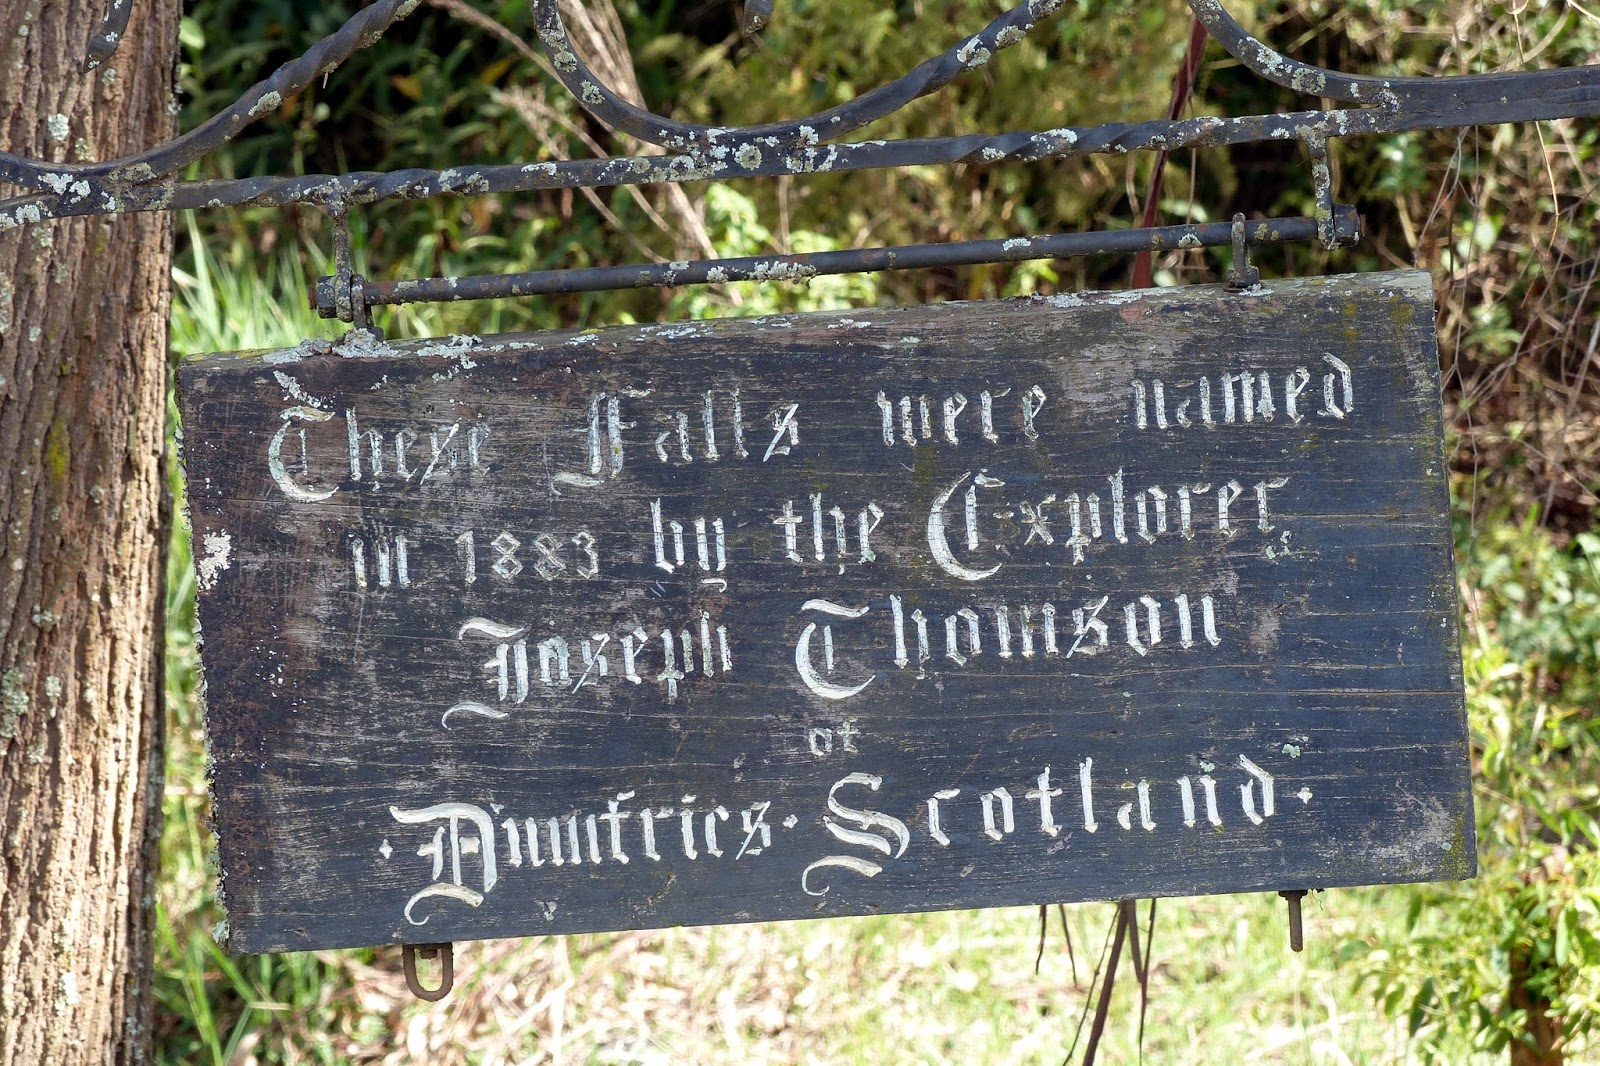 These Falls were named
in 1883 by the Explorer
Joseph Thomson
of
· Dumfries · Scotland ·